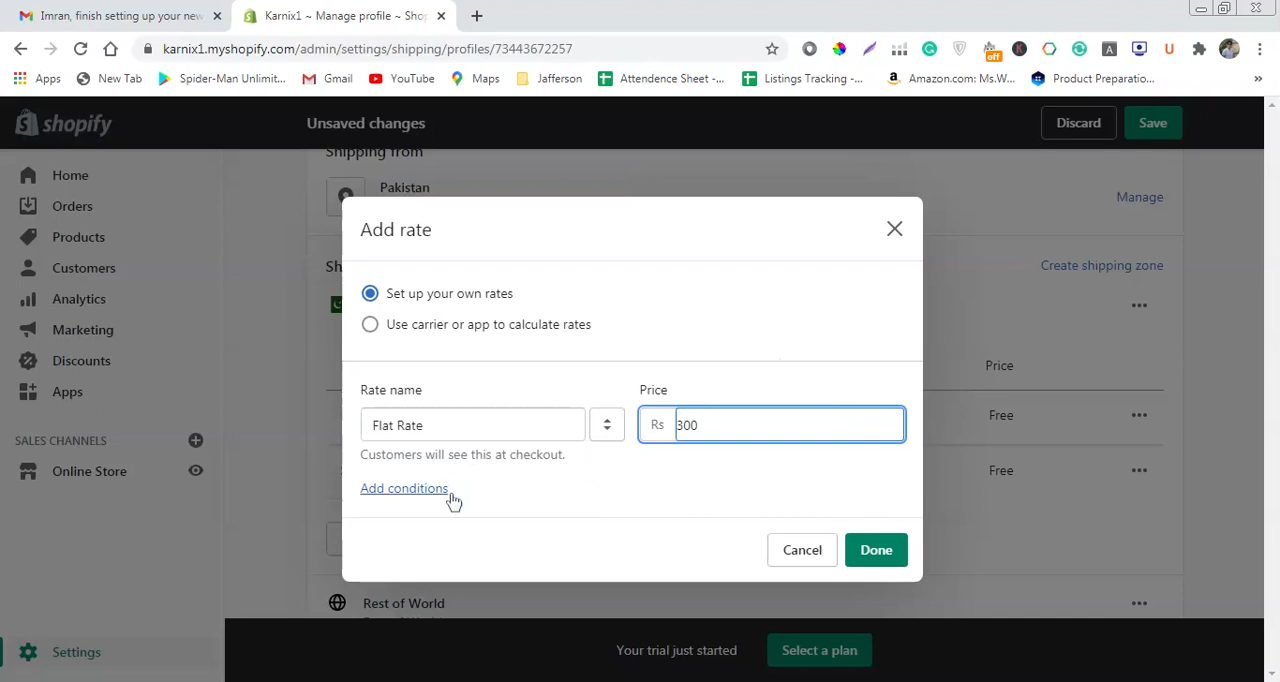 Imran, finish setting up your new
Karnix1 ~ Manage profile ~ Shop
karnix1.myshopify.com/admin/settings/shipping/profiles/73443672257
off
Apps
New Tab
Spider-Man Unlimit...
Gmail
YouTube
Maps
Jafferson
Attendence Sheet -...
Listings Tracking -...
Amazon.com: Ms.W...
Product Preparatio...
shopify
Unsaved changes
Discard
Save
Shipping from
Pakistan
Manage
Home
Orders
Products
Customers
Analytics
Marketing
Discounts
Apps
SALES CHANNELS
Online Store
Settings
Sh
Create shipping zone
Price
Free
Free
Add rate
Set up your own rates
Use carrier or app to calculate rates
Rate name
Price
Flat Rate
Rs
300
Customers will see this at checkout.
Add conditions
Cancel
Done
Rest of World
Your trial just started
Select a plan